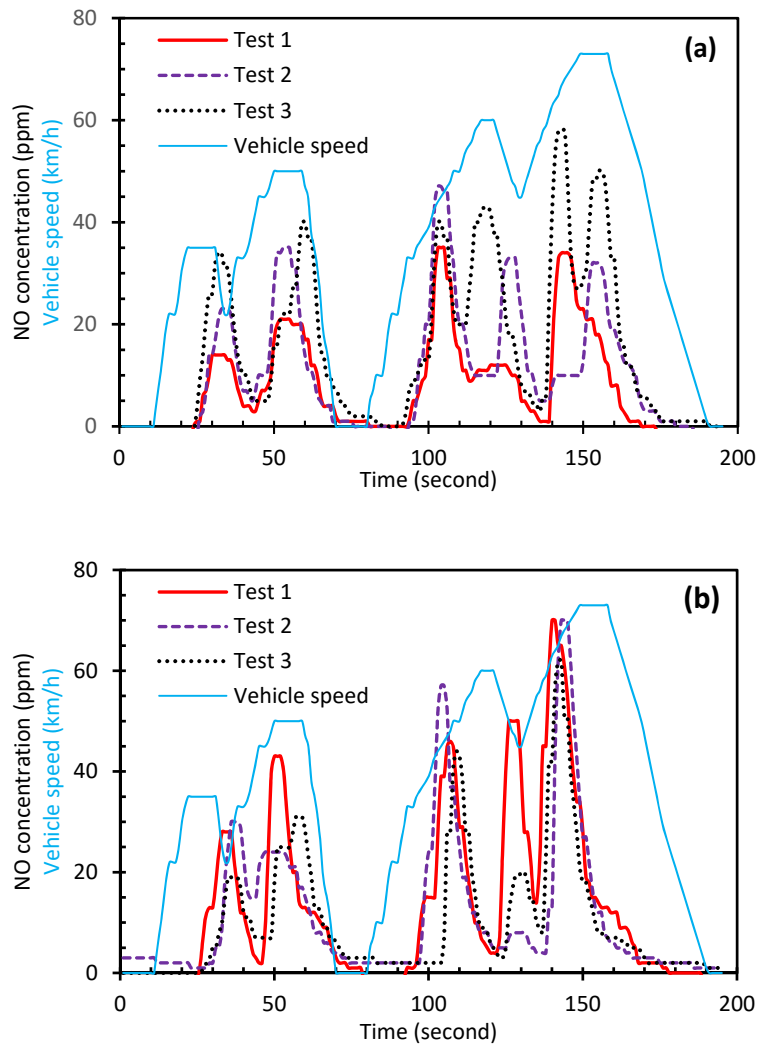 80
60
40
20
0
0
50
100
150
200
NO concentration (ppm)
Vehicle speed (km/h)
Time (second)
Test 1
Test 2
Test 3
Vehicle speed
(a)
80
60
40
20
0
0
50
100
150
200
NO concentration (ppm)
Vehicle speed (km/h)
Time (second)
Test 1
Test 2
Test 3
Vehicle speed
(b)